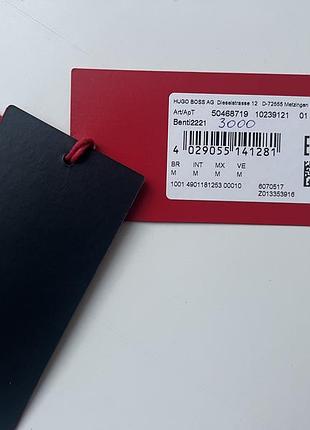 HUGO BOSS AG Dieselstrasse 12 D-72555 Metzingen
Art/ApT 50468719 10239121 01
Benti2221 3000
4 029055 141281
BR INT MX VE
M M M M
1001 4901181253 00010 6070517
Z013353916